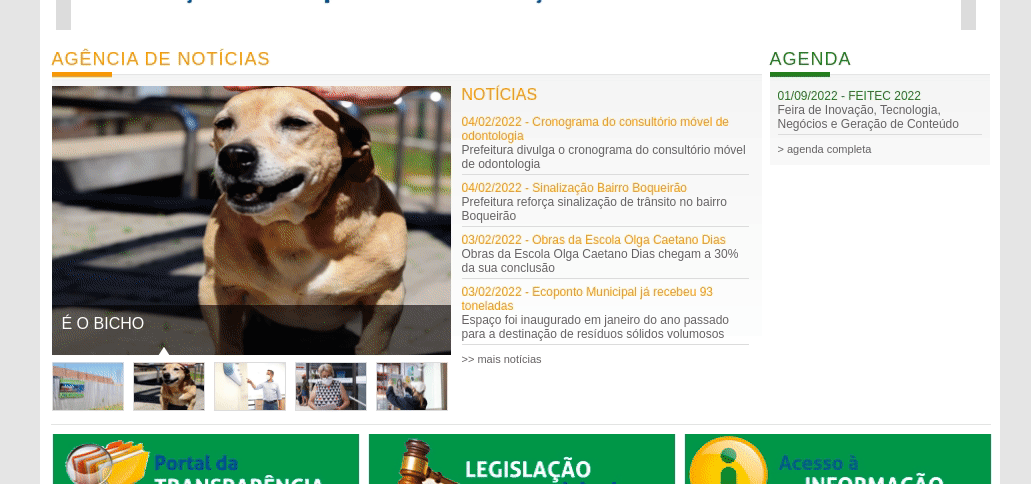 AGÊNCIA DE NOTÍCIAS
É O BICHO
NOTÍCIAS
04/02/2022 - Cronograma do consultório móvel de
odontologia
Prefeitura divulga o cronograma do consultório móvel
de odontologia
04/02/2022 - Sinalização Bairro Boqueirão
Prefeitura reforça sinalização de trânsito no bairro
Boqueirão
03/02/2022 - Obras da Escola Olga Caetano Dias
Obras da Escola Olga Caetano Dias chegam a 30%
da sua conclusão
03/02/2022 - Ecoponto Municipal já recebeu 93
toneladas
Espaço foi inaugurado em janeiro do ano passado
para a destinação de resíduos sólidos volumosos
>> mais notícias
AGENDA
01/09/2022 - FEITEC 2022
Feira de Inovação, Tecnologia,
Negócios e Geração de Conteúdo
> agenda completa
Portal da
TRANSPARÊNCIA
LEGISLAÇÃO
Acesso à
INFORMAÇÃO